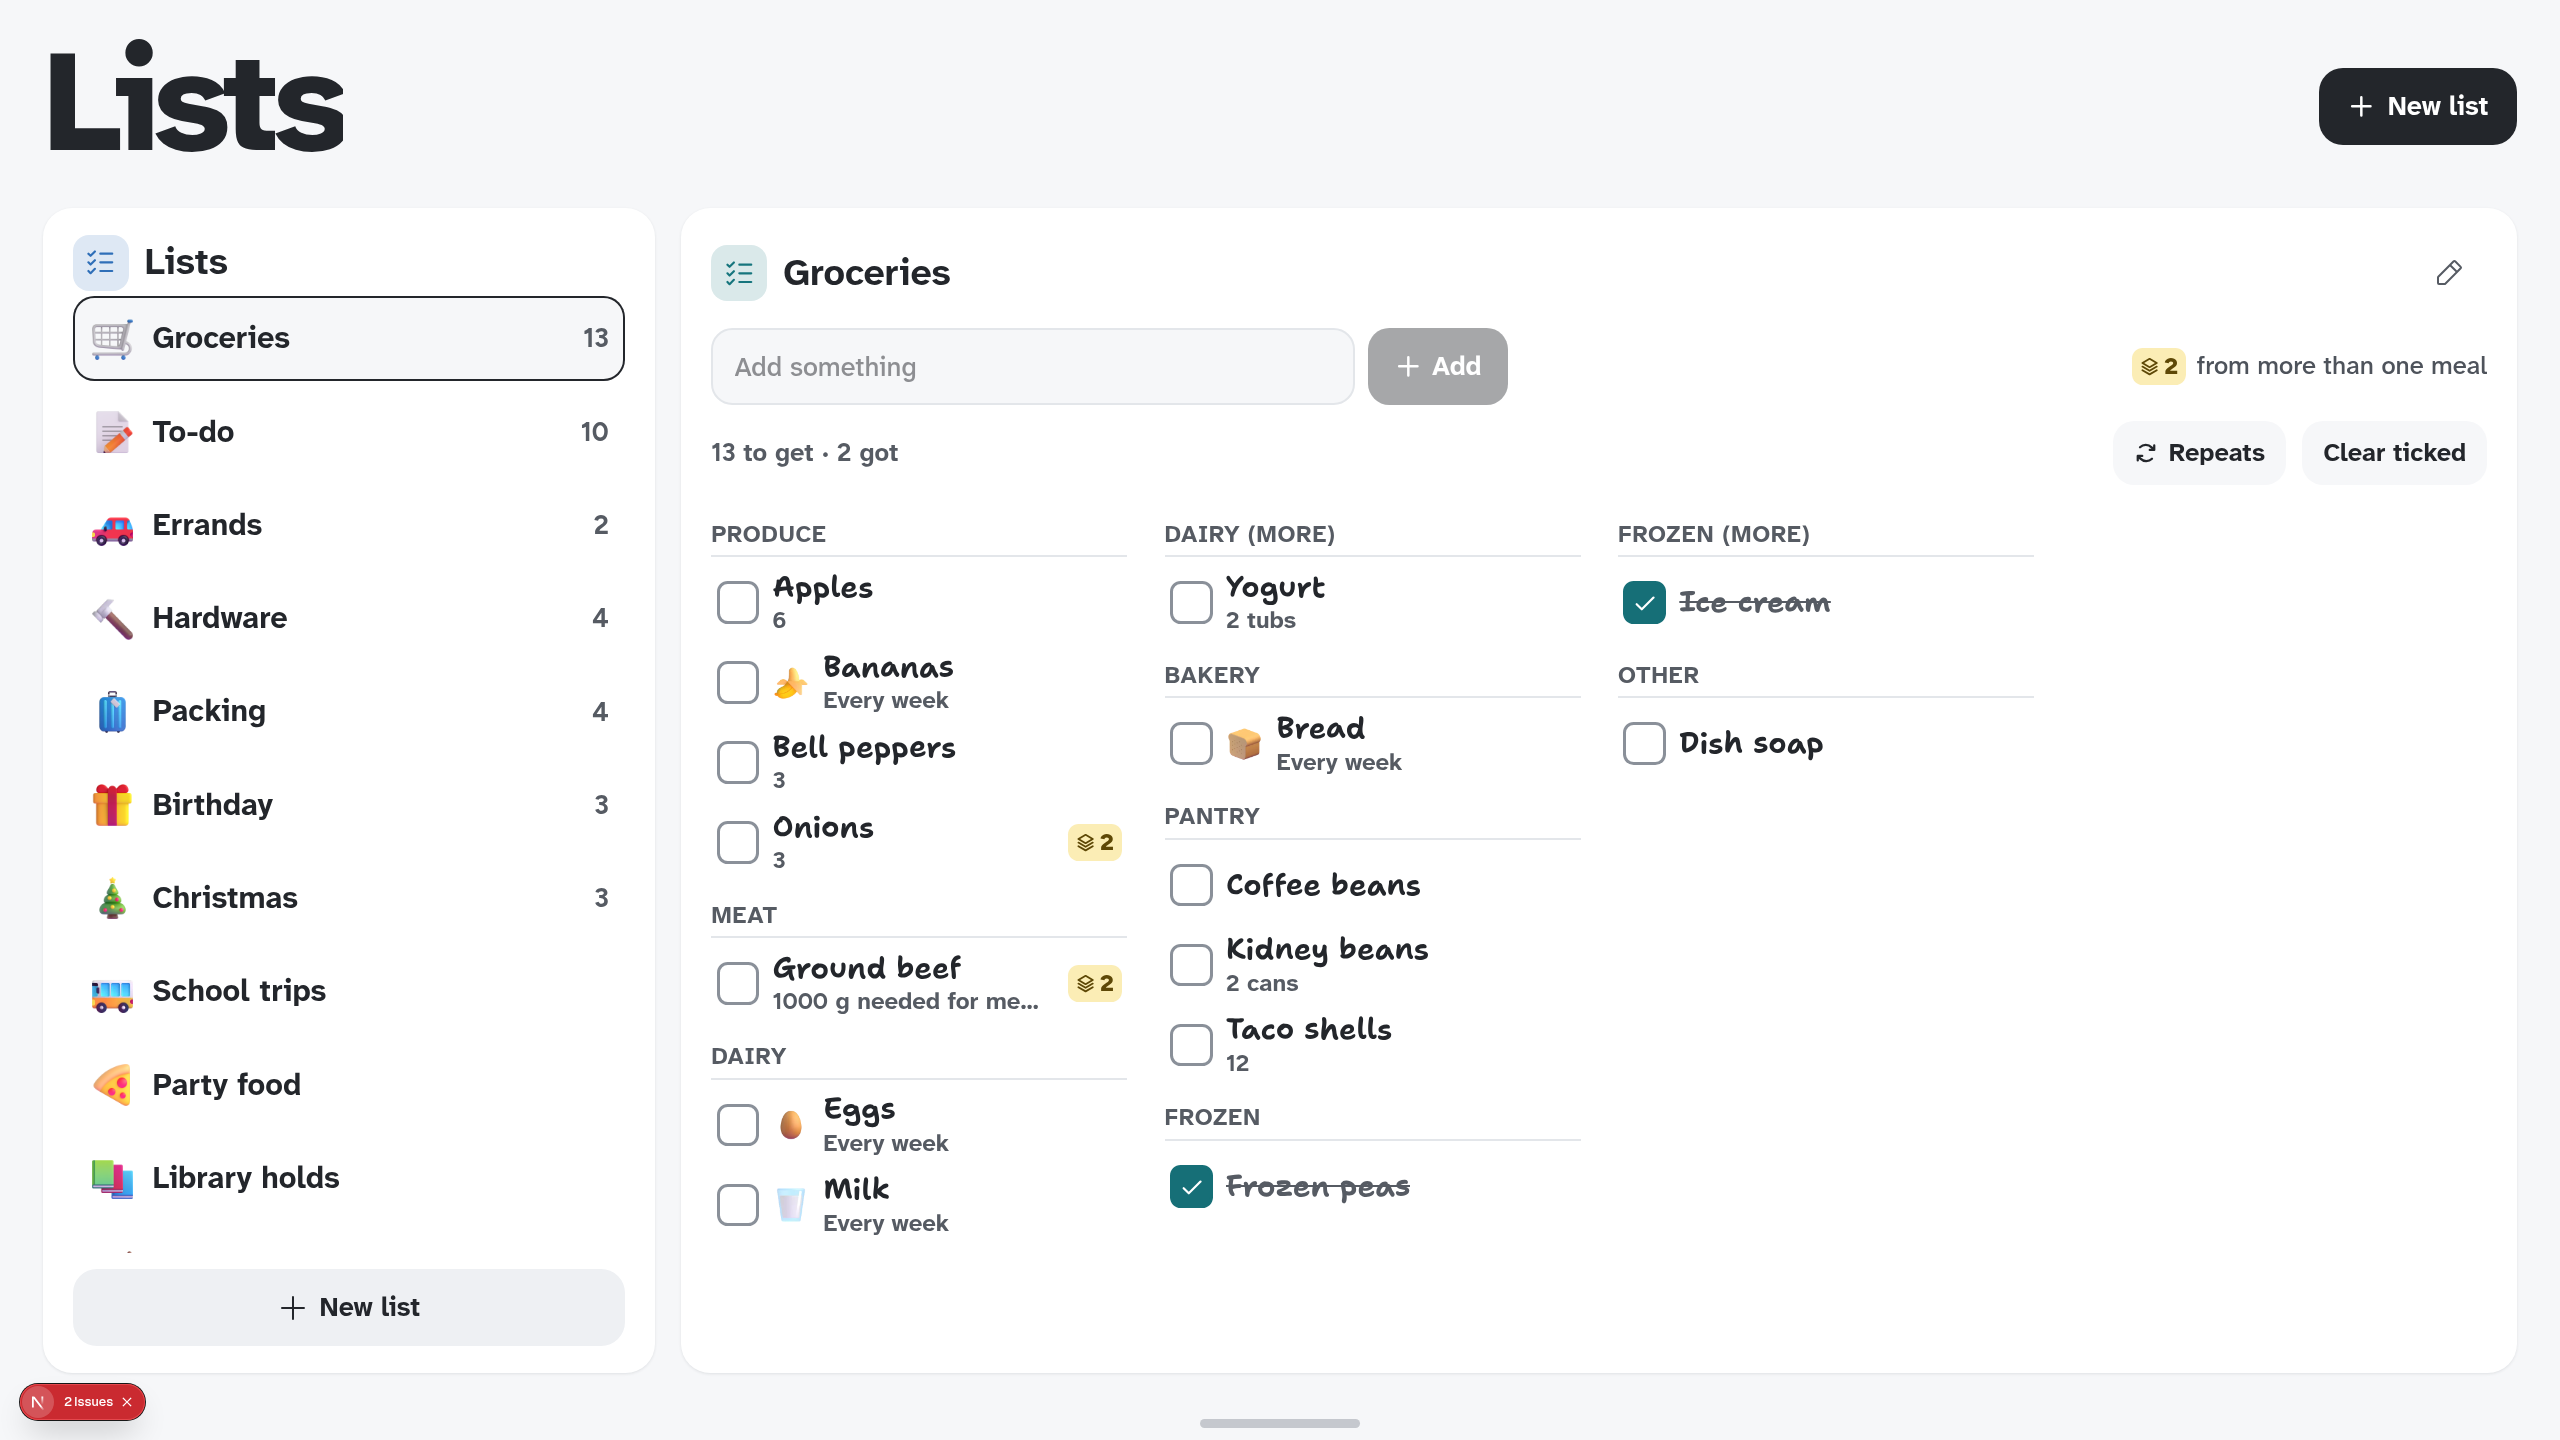 Lists
New list
Lists
Groceries 13
To-do 10
Errands 2
Hardware 4
Packing 4
Birthday 3
Christmas 3
School trips
Party food
Library holds
New list
Groceries
Add something
Add
2 from more than one meal
13 to get · 2 got
Repeats
Clear ticked
PRODUCE
Apples
6
Bananas
Every week
Bell peppers
3
Onions
3
2
MEAT
Ground beef
1000 g needed for me...
2
DAIRY
Eggs
Every week
Milk
Every week
DAIRY (MORE)
Yogurt
2 tubs
BAKERY
Bread
Every week
PANTRY
Coffee beans
Kidney beans
2 cans
Taco shells
12
FROZEN
Frozen peas
FROZEN (MORE)
Ice cream
OTHER
Dish soap
N 2 Issues